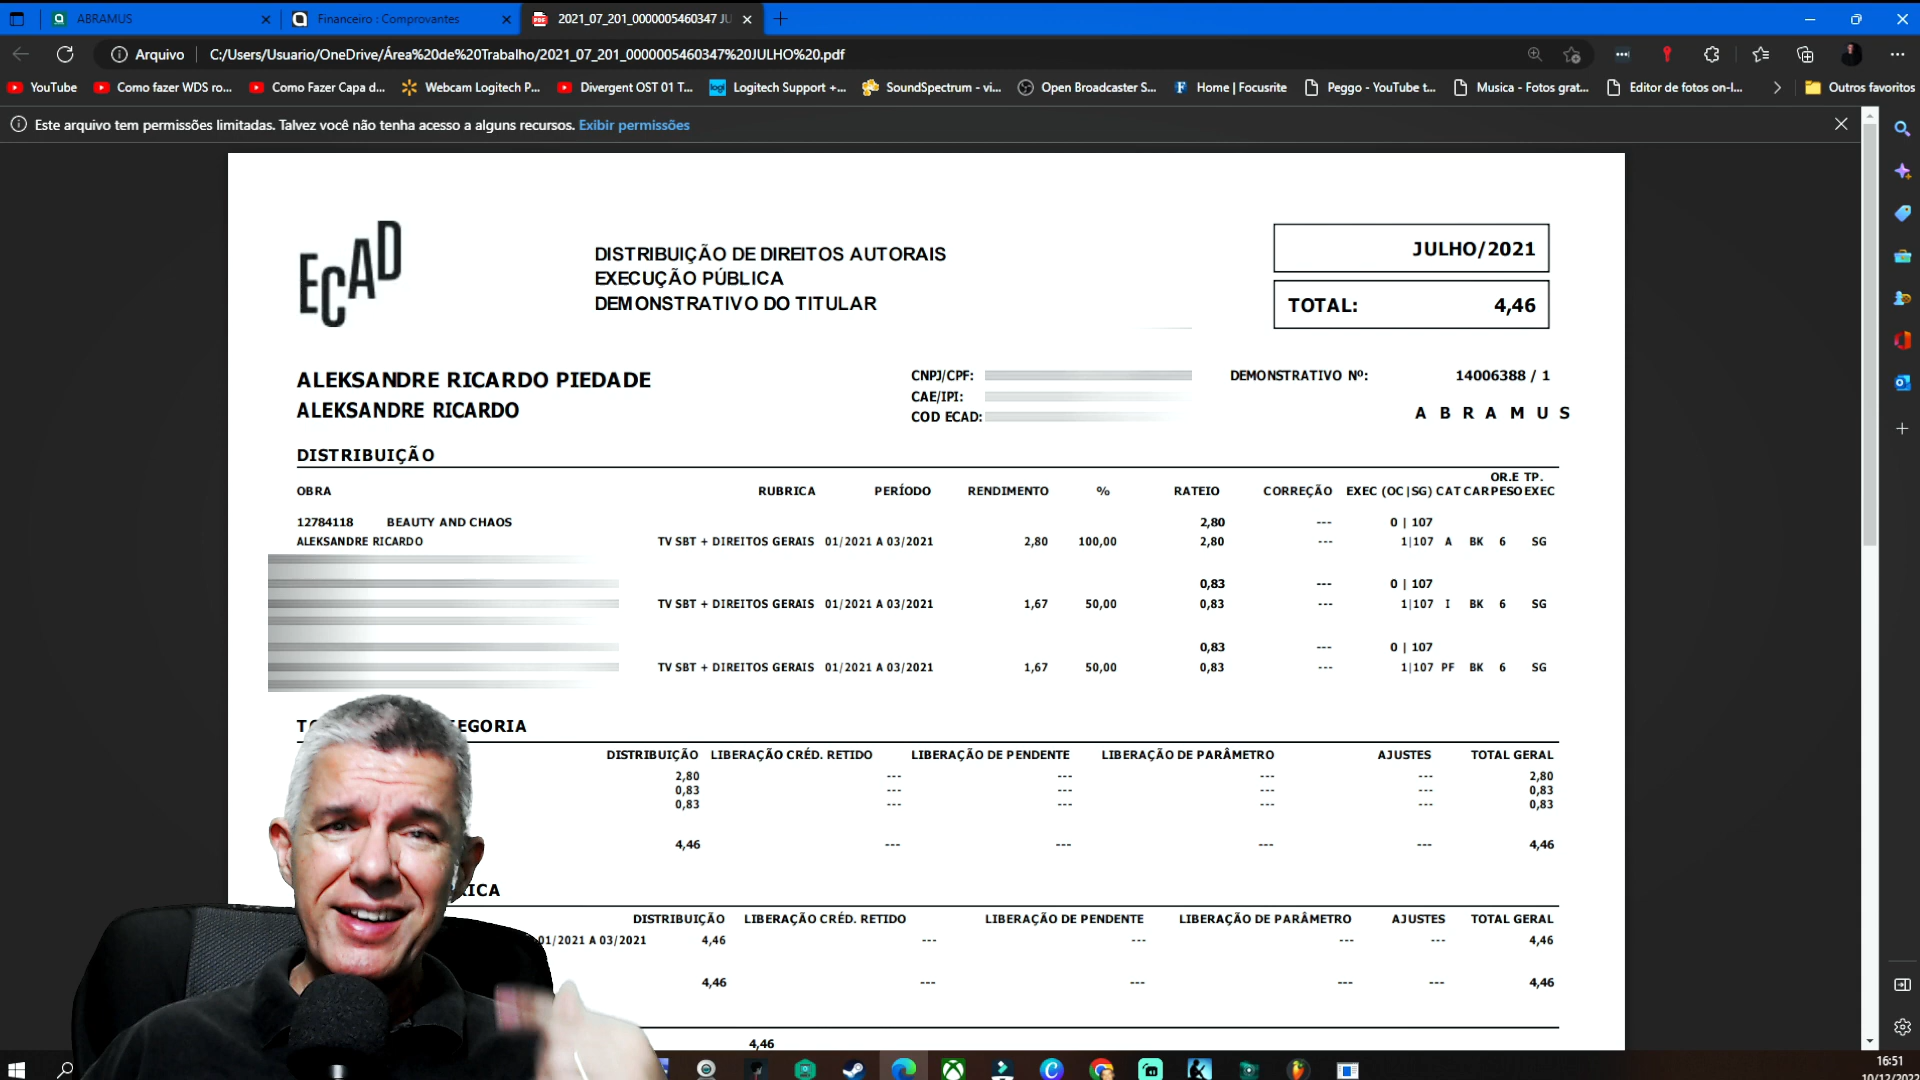 ABRAMUS
Financeiro : Comprovantes
2021_07_201_0000005460347 JU
Arquivo
C:/Users/Usuario/OneDrive/Área%20de%20Trabalho/2021_07_201_0000005460347%20JULHO%20.pdf
YouTube
Como fazer WDS ro...
Como Fazer Capa d...
Webcam Logitech P...
Divergent OST 01 T...
Logitech Support +...
SoundSpectrum - vi...
Open Broadcaster S...
Home | Focusrite
Peggo - YouTube t...
Musica - Fotos grat...
Editor de fotos on-l...
Outros favoritos
Este arquivo tem permissões limitadas. Talvez você não tenha acesso a alguns recursos. Exibir permissões
ECAD
DISTRIBUIÇÃO DE DIREITOS AUTORAIS
EXECUÇÃO PÚBLICA
DEMONSTRATIVO DO TITULAR
JULHO/2021
TOTAL: 4,46
ALEKSANDRE RICARDO PIEDADE
ALEKSANDRE RICARDO
CNPJ/CPF:
CAE/IPI:
COD ECAD:
DEMONSTRATIVO Nº: 14006388 / 1
A B R A M U S
DISTRIBUIÇÃO
OBRA RUBRICA PERÍODO RENDIMENTO % RATEIO CORREÇÃO EXEC (OC|SG) CAT CAR OR.E PESO TP. EXEC
12784118 BEAUTY AND CHAOS 2,80 --- 0 | 107
ALEKSANDRE RICARDO TV SBT + DIREITOS GERAIS 01/2021 A 03/2021 2,80 100,00 2,80 --- 1|107 A BK 6 SG
0,83 --- 0 | 107
TV SBT + DIREITOS GERAIS 01/2021 A 03/2021 1,67 50,00 0,83 --- 1|107 I BK 6 SG
0,83 --- 0 | 107
TV SBT + DIREITOS GERAIS 01/2021 A 03/2021 1,67 50,00 0,83 --- 1|107 PF BK 6 SG
TO EGORIA
DISTRIBUIÇÃO LIBERAÇÃO CRÉD. RETIDO LIBERAÇÃO DE PENDENTE LIBERAÇÃO DE PARÂMETRO AJUSTES TOTAL GERAL
2,80 --- --- --- --- 2,80
0,83 --- --- --- --- 0,83
0,83 --- --- --- --- 0,83
4,46 --- --- --- --- 4,46
RICA
DISTRIBUIÇÃO LIBERAÇÃO CRÉD. RETIDO LIBERAÇÃO DE PENDENTE LIBERAÇÃO DE PARÂMETRO AJUSTES TOTAL GERAL
01/2021 A 03/2021 4,46 --- --- --- --- 4,46
4,46 --- --- --- --- 4,46
4,46
16:51
10/12/2022